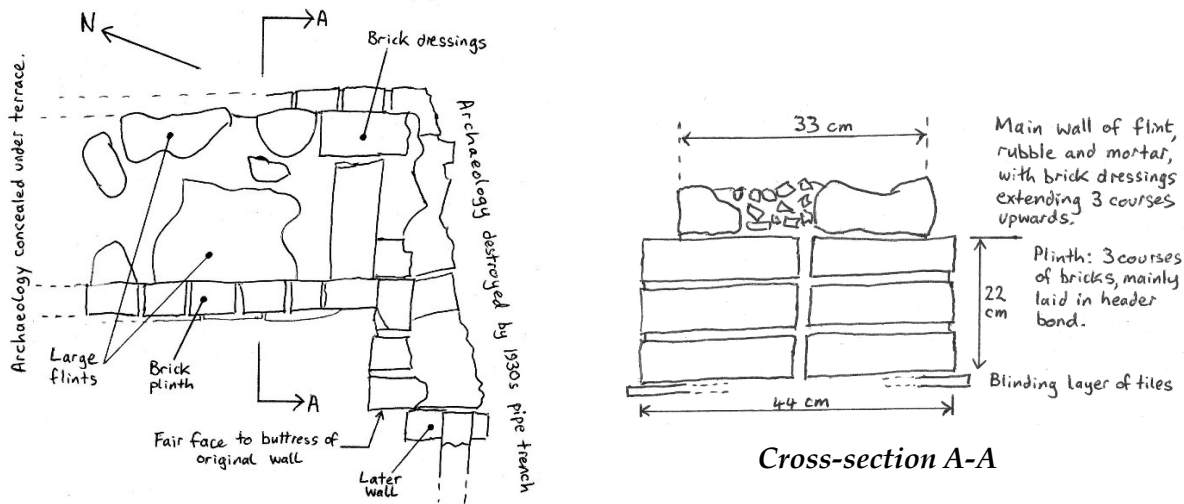 Archaeology concealed under terrace.
N
A
Brick dressings
Archaeology destroyed by 1930s pipe trench
Large
flints
Brick
plinth
A
Fair face to buttress of
original wall
Later
wall
33 cm
Main wall of flint,
rubble and mortar,
with brick dressings
extending 3 courses
upwards.
22
cm
Plinth: 3 courses
of bricks, mainly
laid in header
bond.
Blinding layer of tiles
44 cm
Cross-section A-A